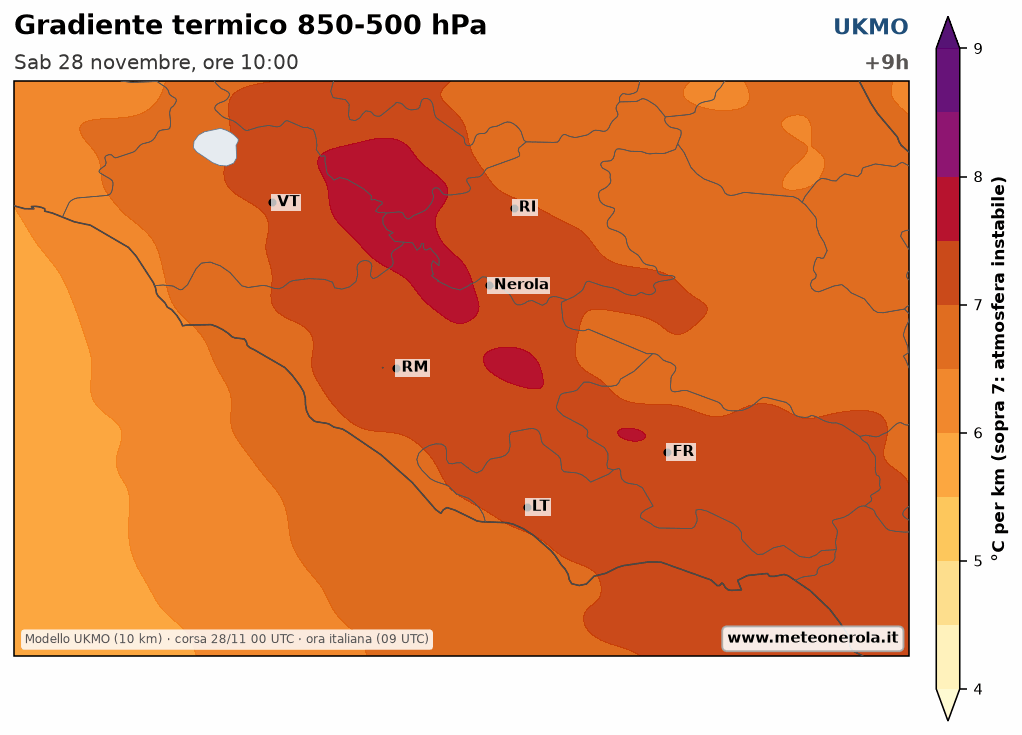 Gradiente termico 850-500 hPa
UKMO
Sab 28 novembre, ore 10:00
+9h
VT
RI
Nerola
RM
FR
LT
Modello UKMO (10 km) · corsa 28/11 00 UTC · ora italiana (09 UTC)
www.meteonerola.it
9
8
7
6
5
4
°C per km (sopra 7: atmosfera instabile)